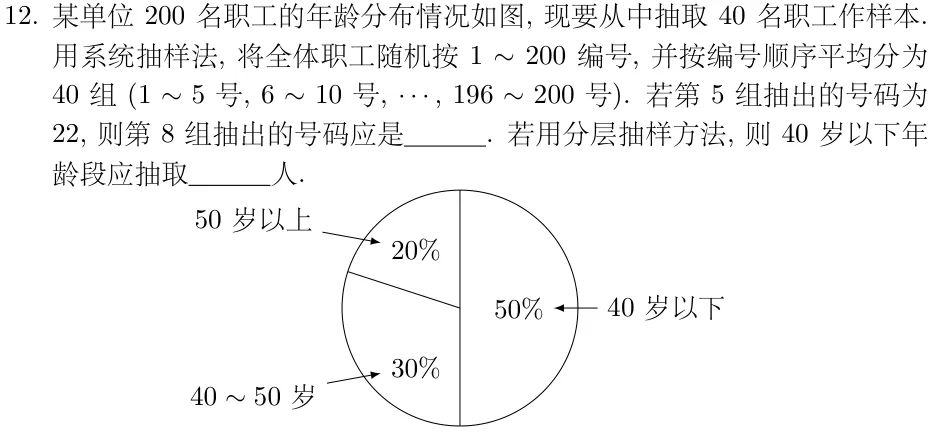 12. 某单位 200 名职工的年龄分布情况如图, 现要从中抽取 40 名职工作样本.
用系统抽样法, 将全体职工随机按 1 ~ 200 编号, 并按编号顺序平均分为
40 组 (1 ~ 5 号, 6 ~ 10 号, ···, 196 ~ 200 号). 若第 5 组抽出的号码为
22, 则第 8 组抽出的号码应是______. 若用分层抽样方法, 则 40 岁以下年
龄段应抽取______人.
50 岁以上
20%
50%
40 岁以下
30%
40 ~ 50 岁